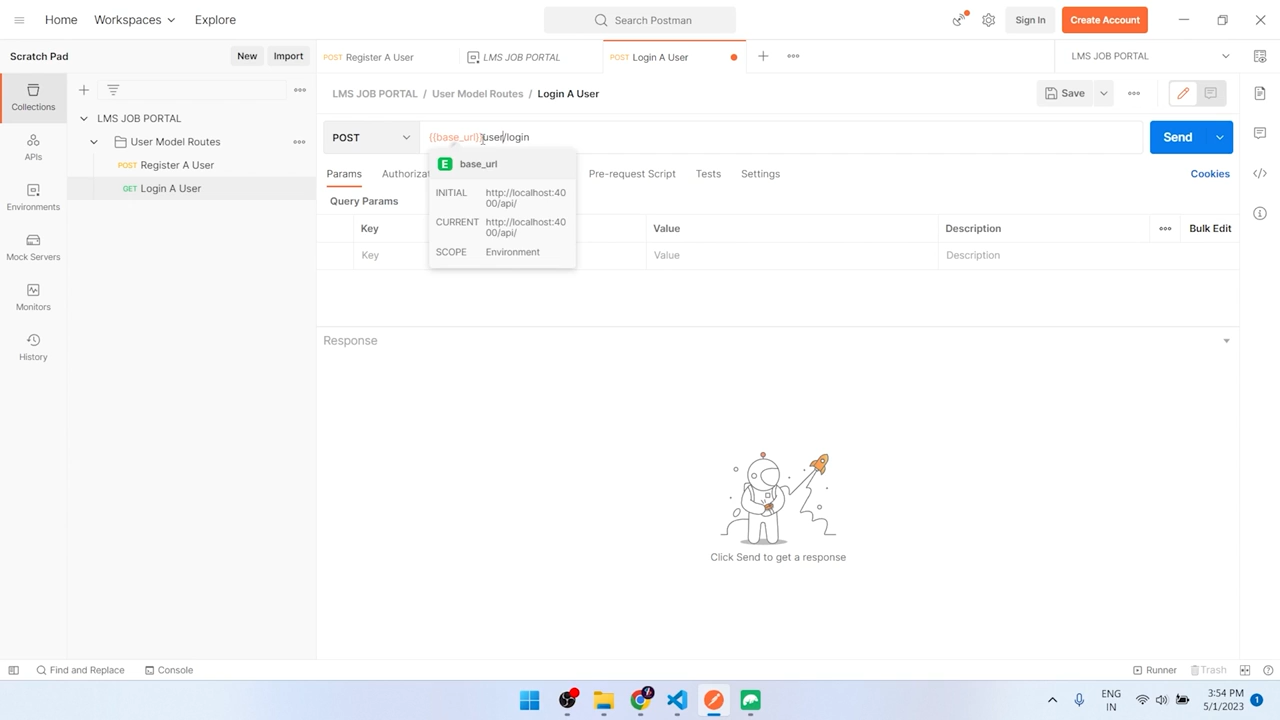 Home
Workspaces
Explore
Search Postman
Sign In
Create Account
Scratch Pad
New
Import
POST Register A User
LMS JOB PORTAL
POST Login A User
LMS JOB PORTAL
Collections
APIs
Environments
Mock Servers
Monitors
History
LMS JOB PORTAL
User Model Routes
POST Register A User
GET Login A User
LMS JOB PORTAL / User Model Routes / Login A User
Save
POST
{{base_url}}user/login
Send
E base_url
INITIAL http://localhost:40
00/api/
CURRENT http://localhost:40
00/api/
SCOPE Environment
Params
Authorizat
Pre-request Script
Tests
Settings
Cookies
Query Params
Key
Value
Description
Bulk Edit
Key
Value
Description
Response
Click Send to get a response
Find and Replace
Console
Runner
Trash
ENG
IN
3:54 PM
5/1/2023
1